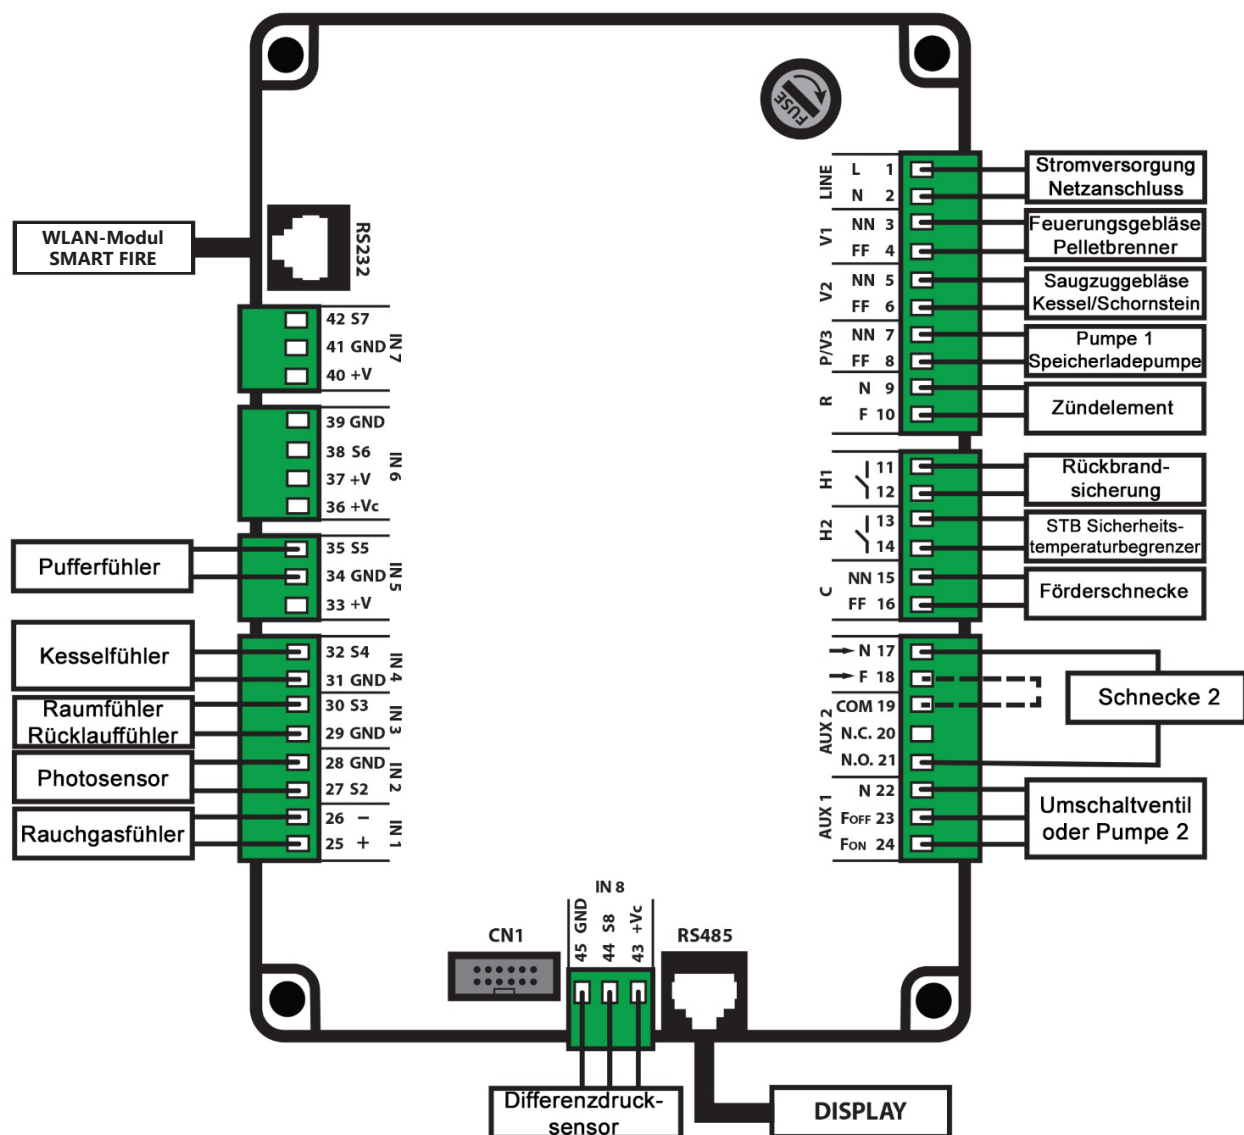 FUSE
LINE
L 1
N 2
Stromversorgung
Netzanschluss
V1
NN 3
FF 4
Feuerungsgebläse
Pelletbrenner
V2
NN 5
FF 6
Saugzuggebläse
Kessel/Schornstein
P/V3
NN 7
FF 8
Pumpe 1
Speicherladepumpe
R
N 9
F 10
Zündelement
H1
11
12
Rückbrand-
sicherung
H2
13
14
STB Sicherheits-
temperaturbegrenzer
C
NN 15
FF 16
Förderschnecke
AUX 2
N 17
F 18
COM 19
N.C. 20
N.O. 21
Schnecke 2
AUX 1
N 22
FOFF 23
FON 24
Umschaltventil
oder Pumpe 2
WLAN-Modul
SMART FIRE
RS232
42 S7
41 GND
40 +V
IN 7
39 GND
38 S6
37 +V
36 +Vc
IN 6
Pufferfühler
35 S5
34 GND
33 +V
IN 5
Kesselfühler
32 S4
31 GND
IN 4
Raumfühler
Rücklauffühler
30 S3
29 GND
IN 3
Photosensor
28 GND
27 S2
IN 2
Rauchgasfühler
26 −
25 +
IN 1
CN1
IN 8
45 GND
44 S8
43 +Vc
RS485
Differenzdruck-
sensor
DISPLAY